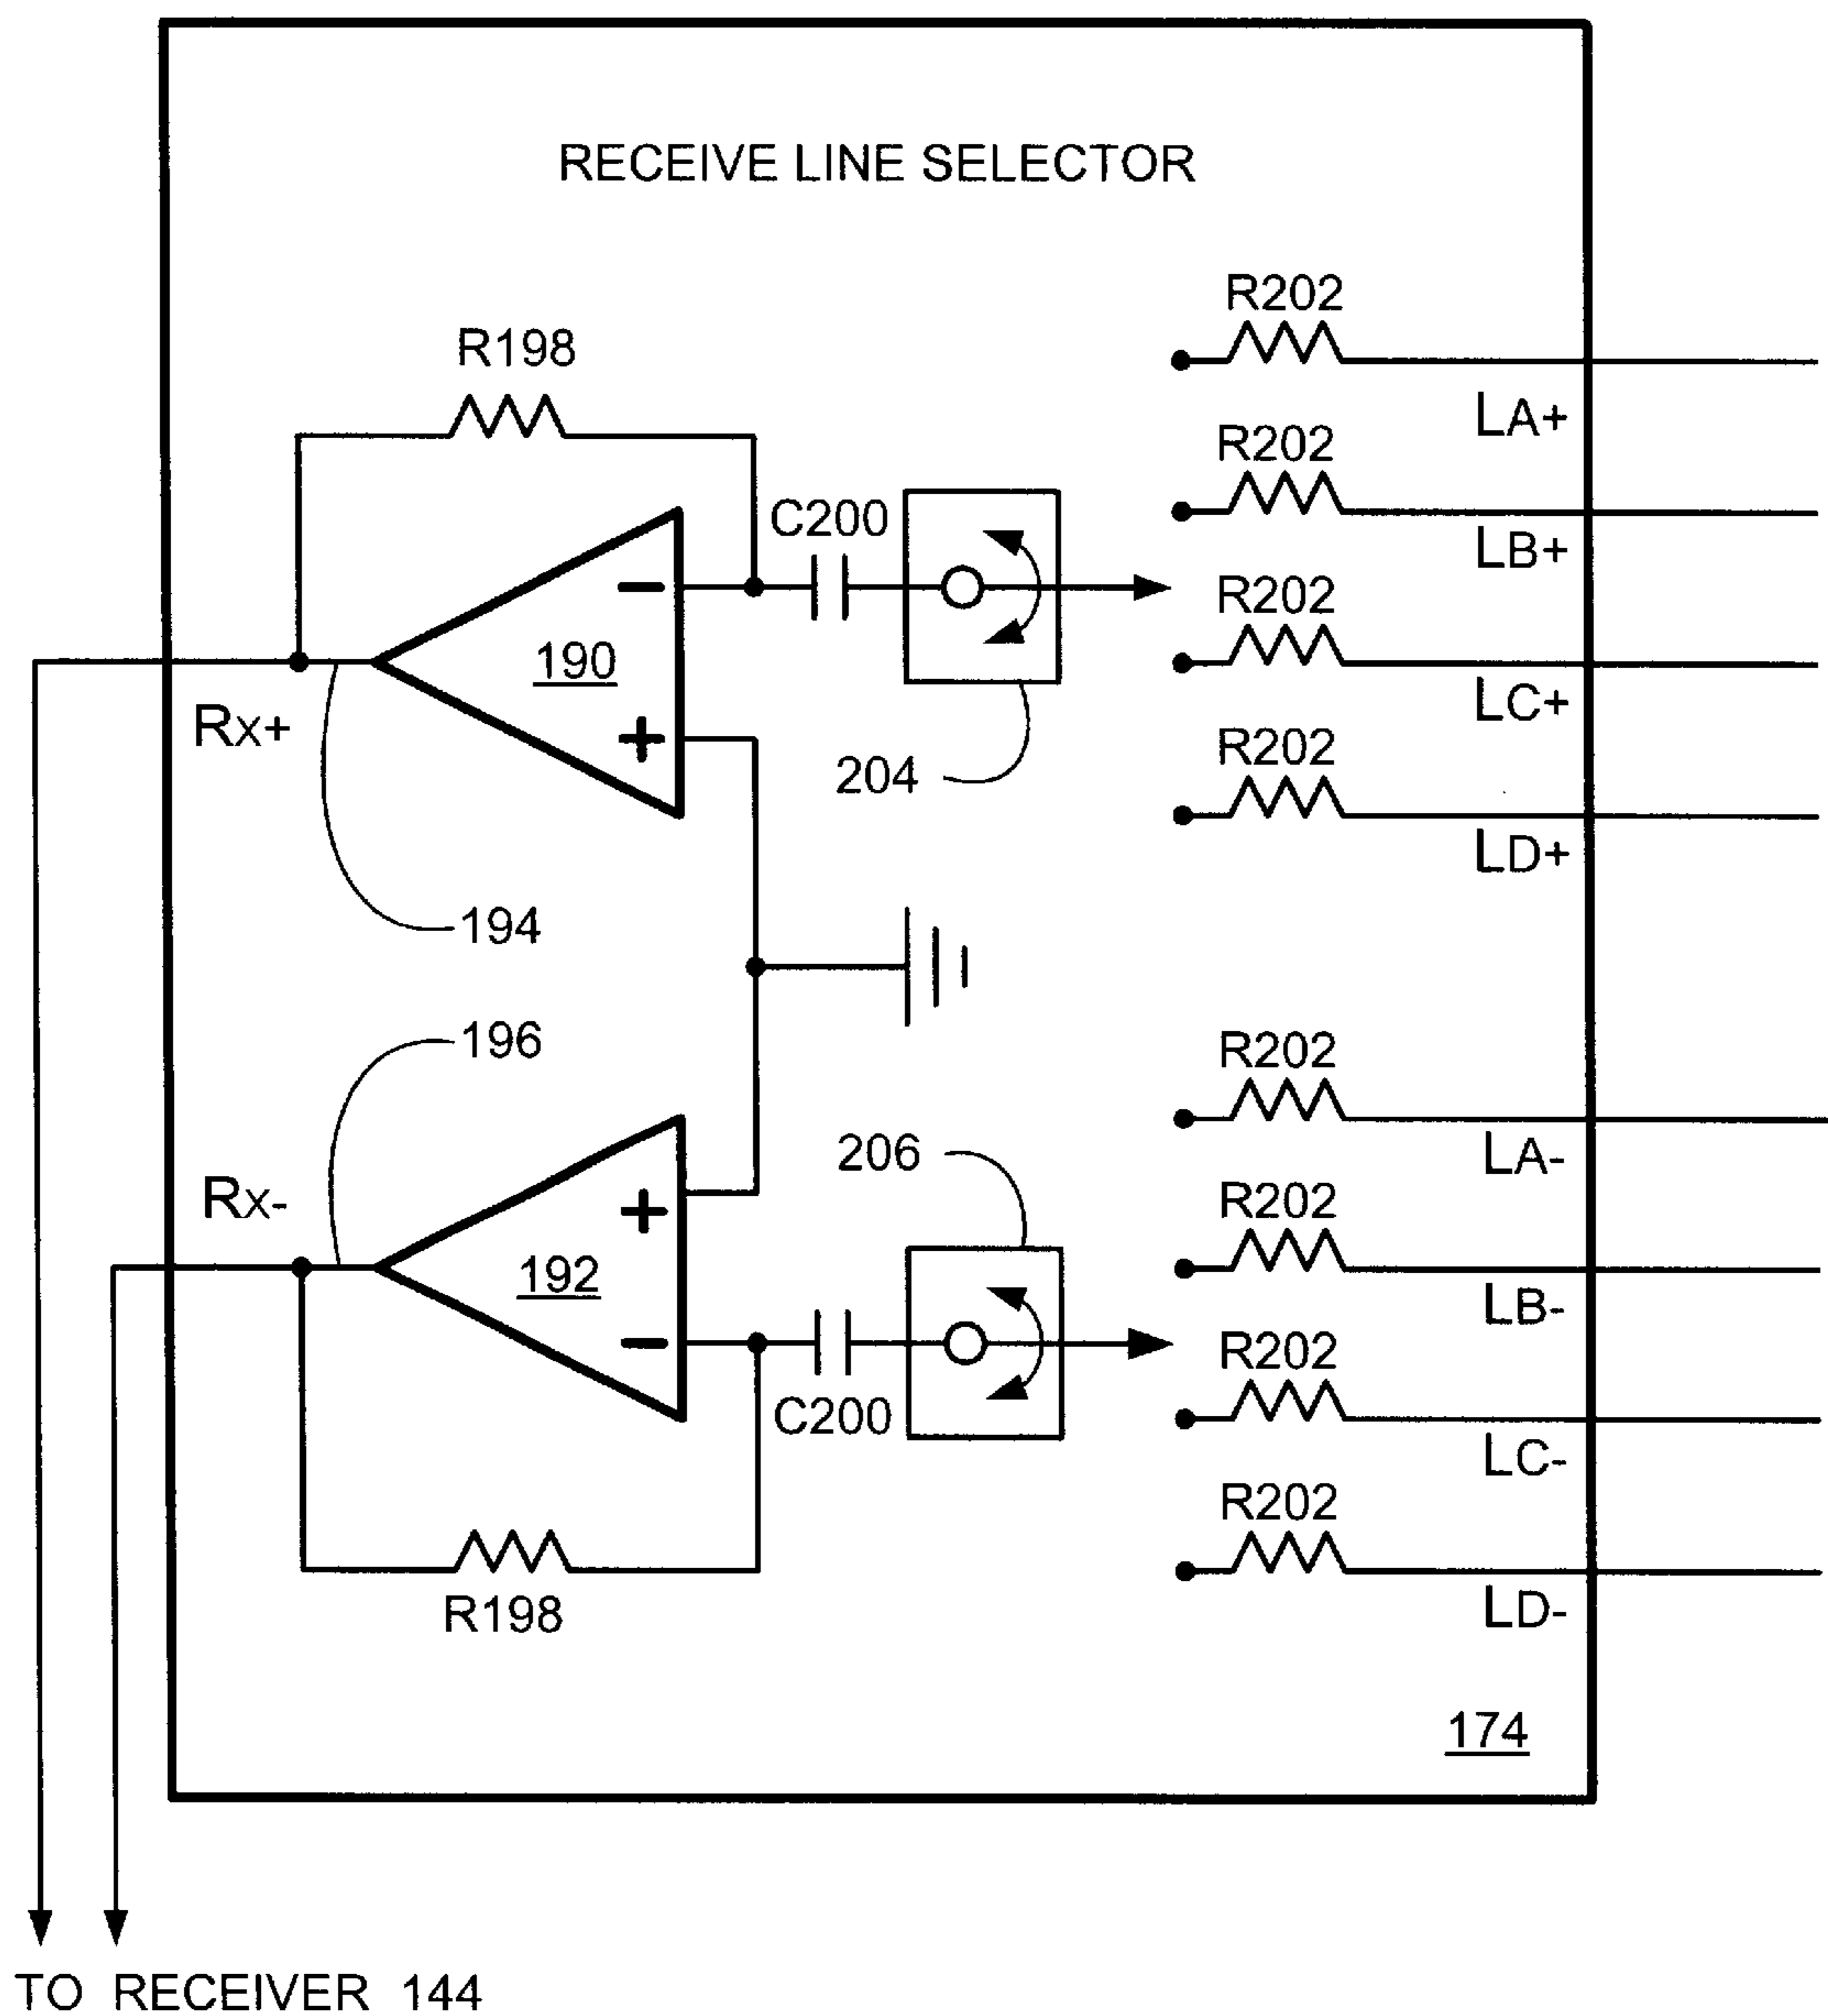 RECEIVE LINE SELECTOR
R202
R198
LA+
R202
C200
LB+
R202
190
LC+
RX+
R202
204
LD+
194
196
R202
206
LA-
RX-
R202
192
LB-
R202
C200
LC-
R202
R198
LD-
174
TO RECEIVER 144